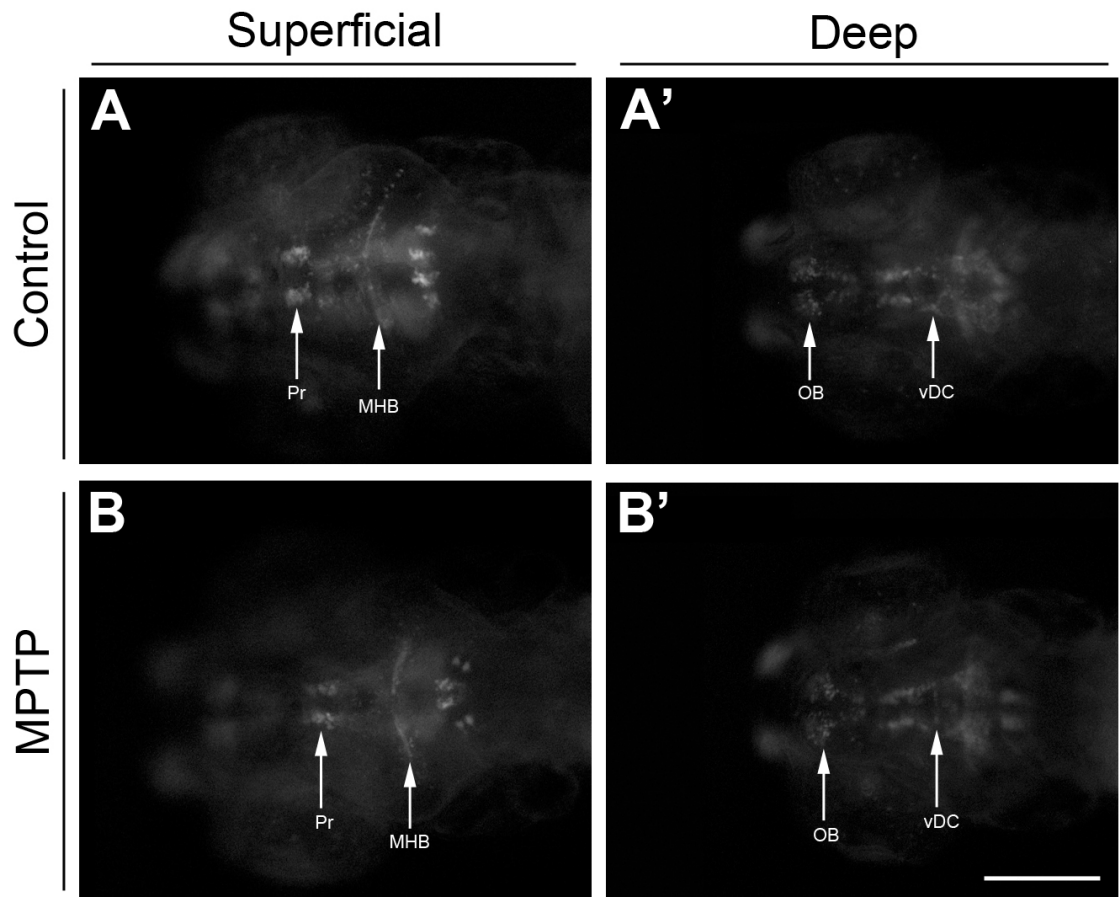 Superficial
Deep
Control
A
A’
Pr
MHB
OB
vDC
MPTP
B
B’
Pr
MHB
OB
vDC